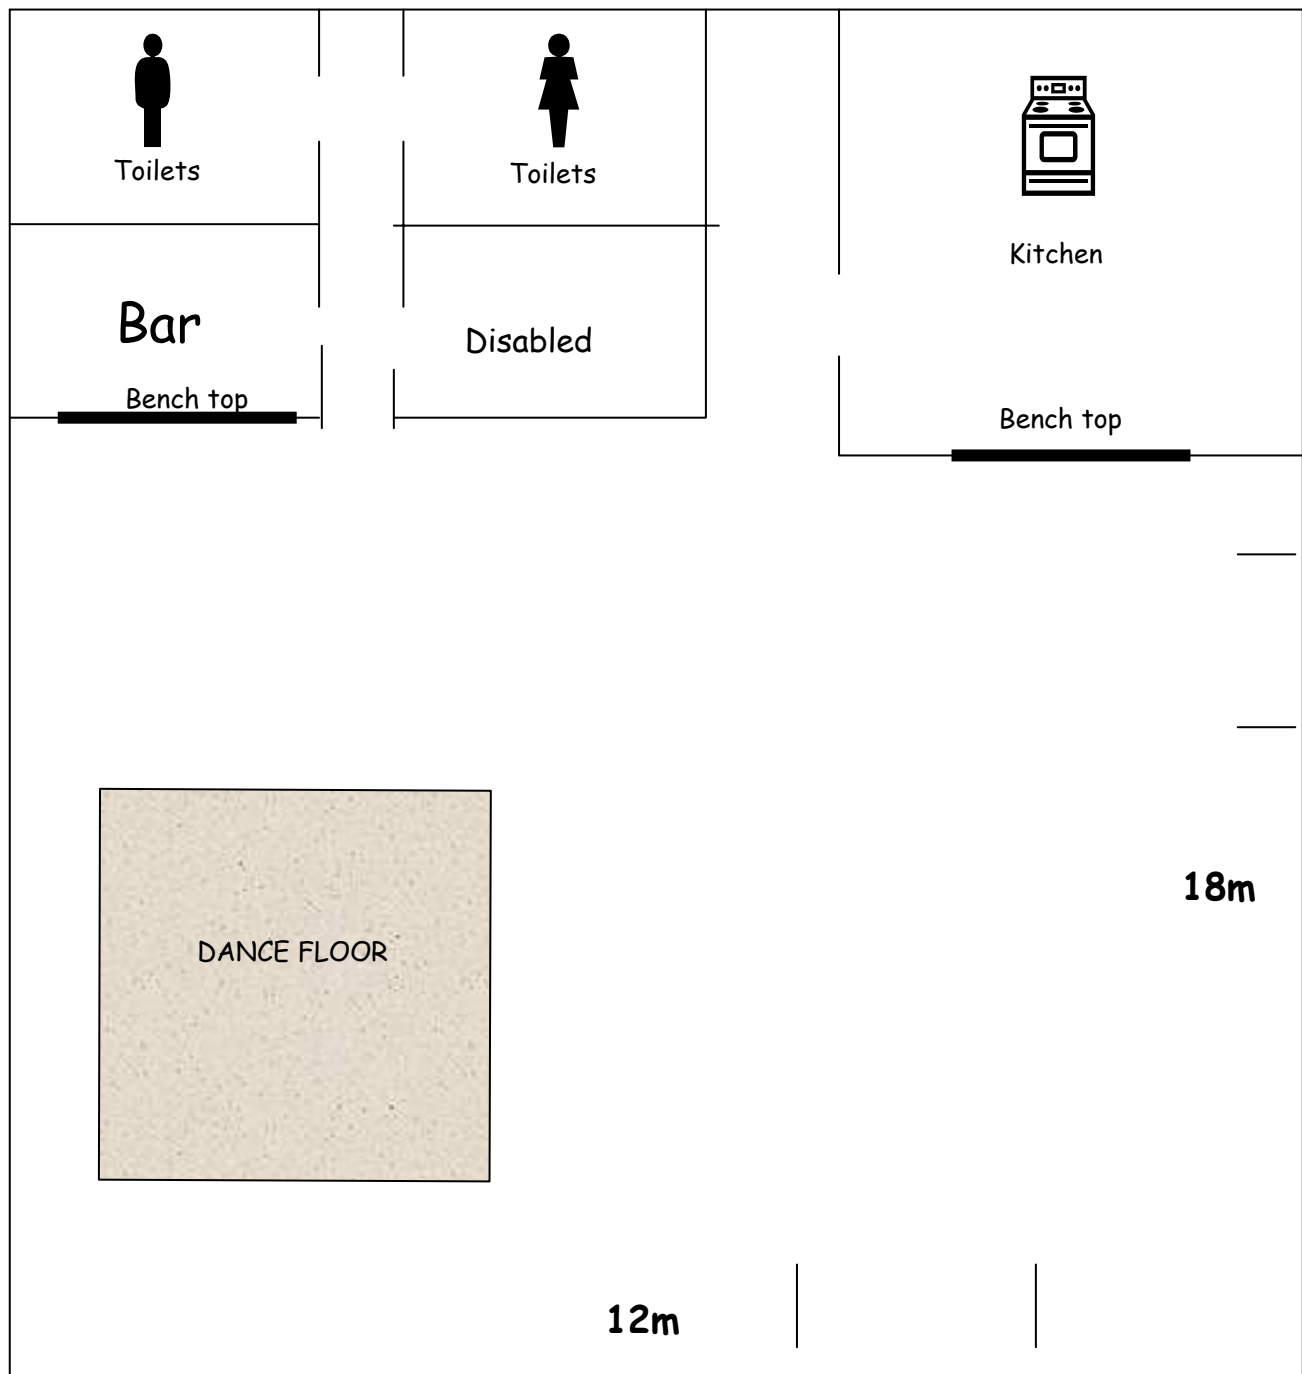 Toilets
Toilets
Kitchen
Bar
Disabled
Bench top
Bench top
18m
DANCE FLOOR
12m